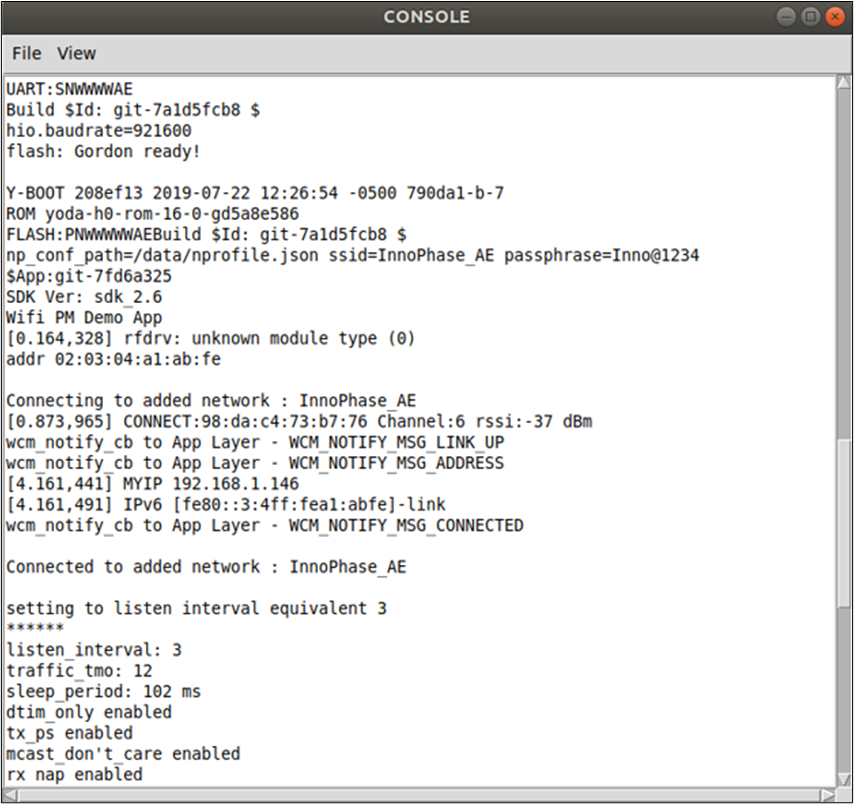 CONSOLE
File View
UART:SNWWWWAE
Build $Id: git-7a1d5fcb8 $
hio.baudrate=921600
flash: Gordon ready!
Y-BOOT 208ef13 2019-07-22 12:26:54 -0500 790da1-b-7
ROM yoda-h0-rom-16-0-gd5a8e586
FLASH:PNWWWWWAEBuild $Id: git-7a1d5fcb8 $
np_conf_path=/data/nprofile.json ssid=InnoPhase_AE passphrase=Inno@1234
$App:git-7fd6a325
SDK Ver: sdk_2.6
Wifi PM Demo App
[0.164,328] rfdrv: unknown module type (0)
addr 02:03:04:a1:ab:fe
Connecting to added network : InnoPhase_AE
[0.873,965] CONNECT:98:da:c4:73:b7:76 Channel:6 rssi:-37 dBm
wcm_notify_cb to App Layer - WCM_NOTIFY_MSG_LINK_UP
wcm_notify_cb to App Layer - WCM_NOTIFY_MSG_ADDRESS
[4.161,441] MYIP 192.168.1.146
[4.161,491] IPv6 [fe80::3:4ff:fea1:abfe]-link
wcm_notify_cb to App Layer - WCM_NOTIFY_MSG_CONNECTED
Connected to added network : InnoPhase_AE
setting to listen interval equivalent 3
******
listen_interval: 3
traffic_tmo: 12
sleep_period: 102 ms
dtim_only enabled
tx_ps enabled
mcast_don't_care enabled
rx nap enabled